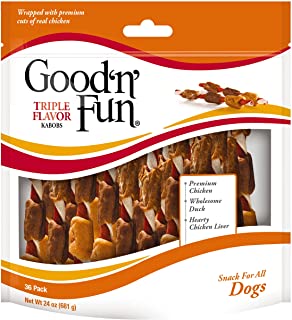 Wrapped with premium
cuts of real chicken
Good'n'
Fun®
TRIPLE
FLAVOR
KABOBS
• Premium
Chicken
• Wholesome
Duck
• Hearty
Chicken Liver
36 Pack
Net Wt 24 oz (681 g)
Snack For All
Dogs